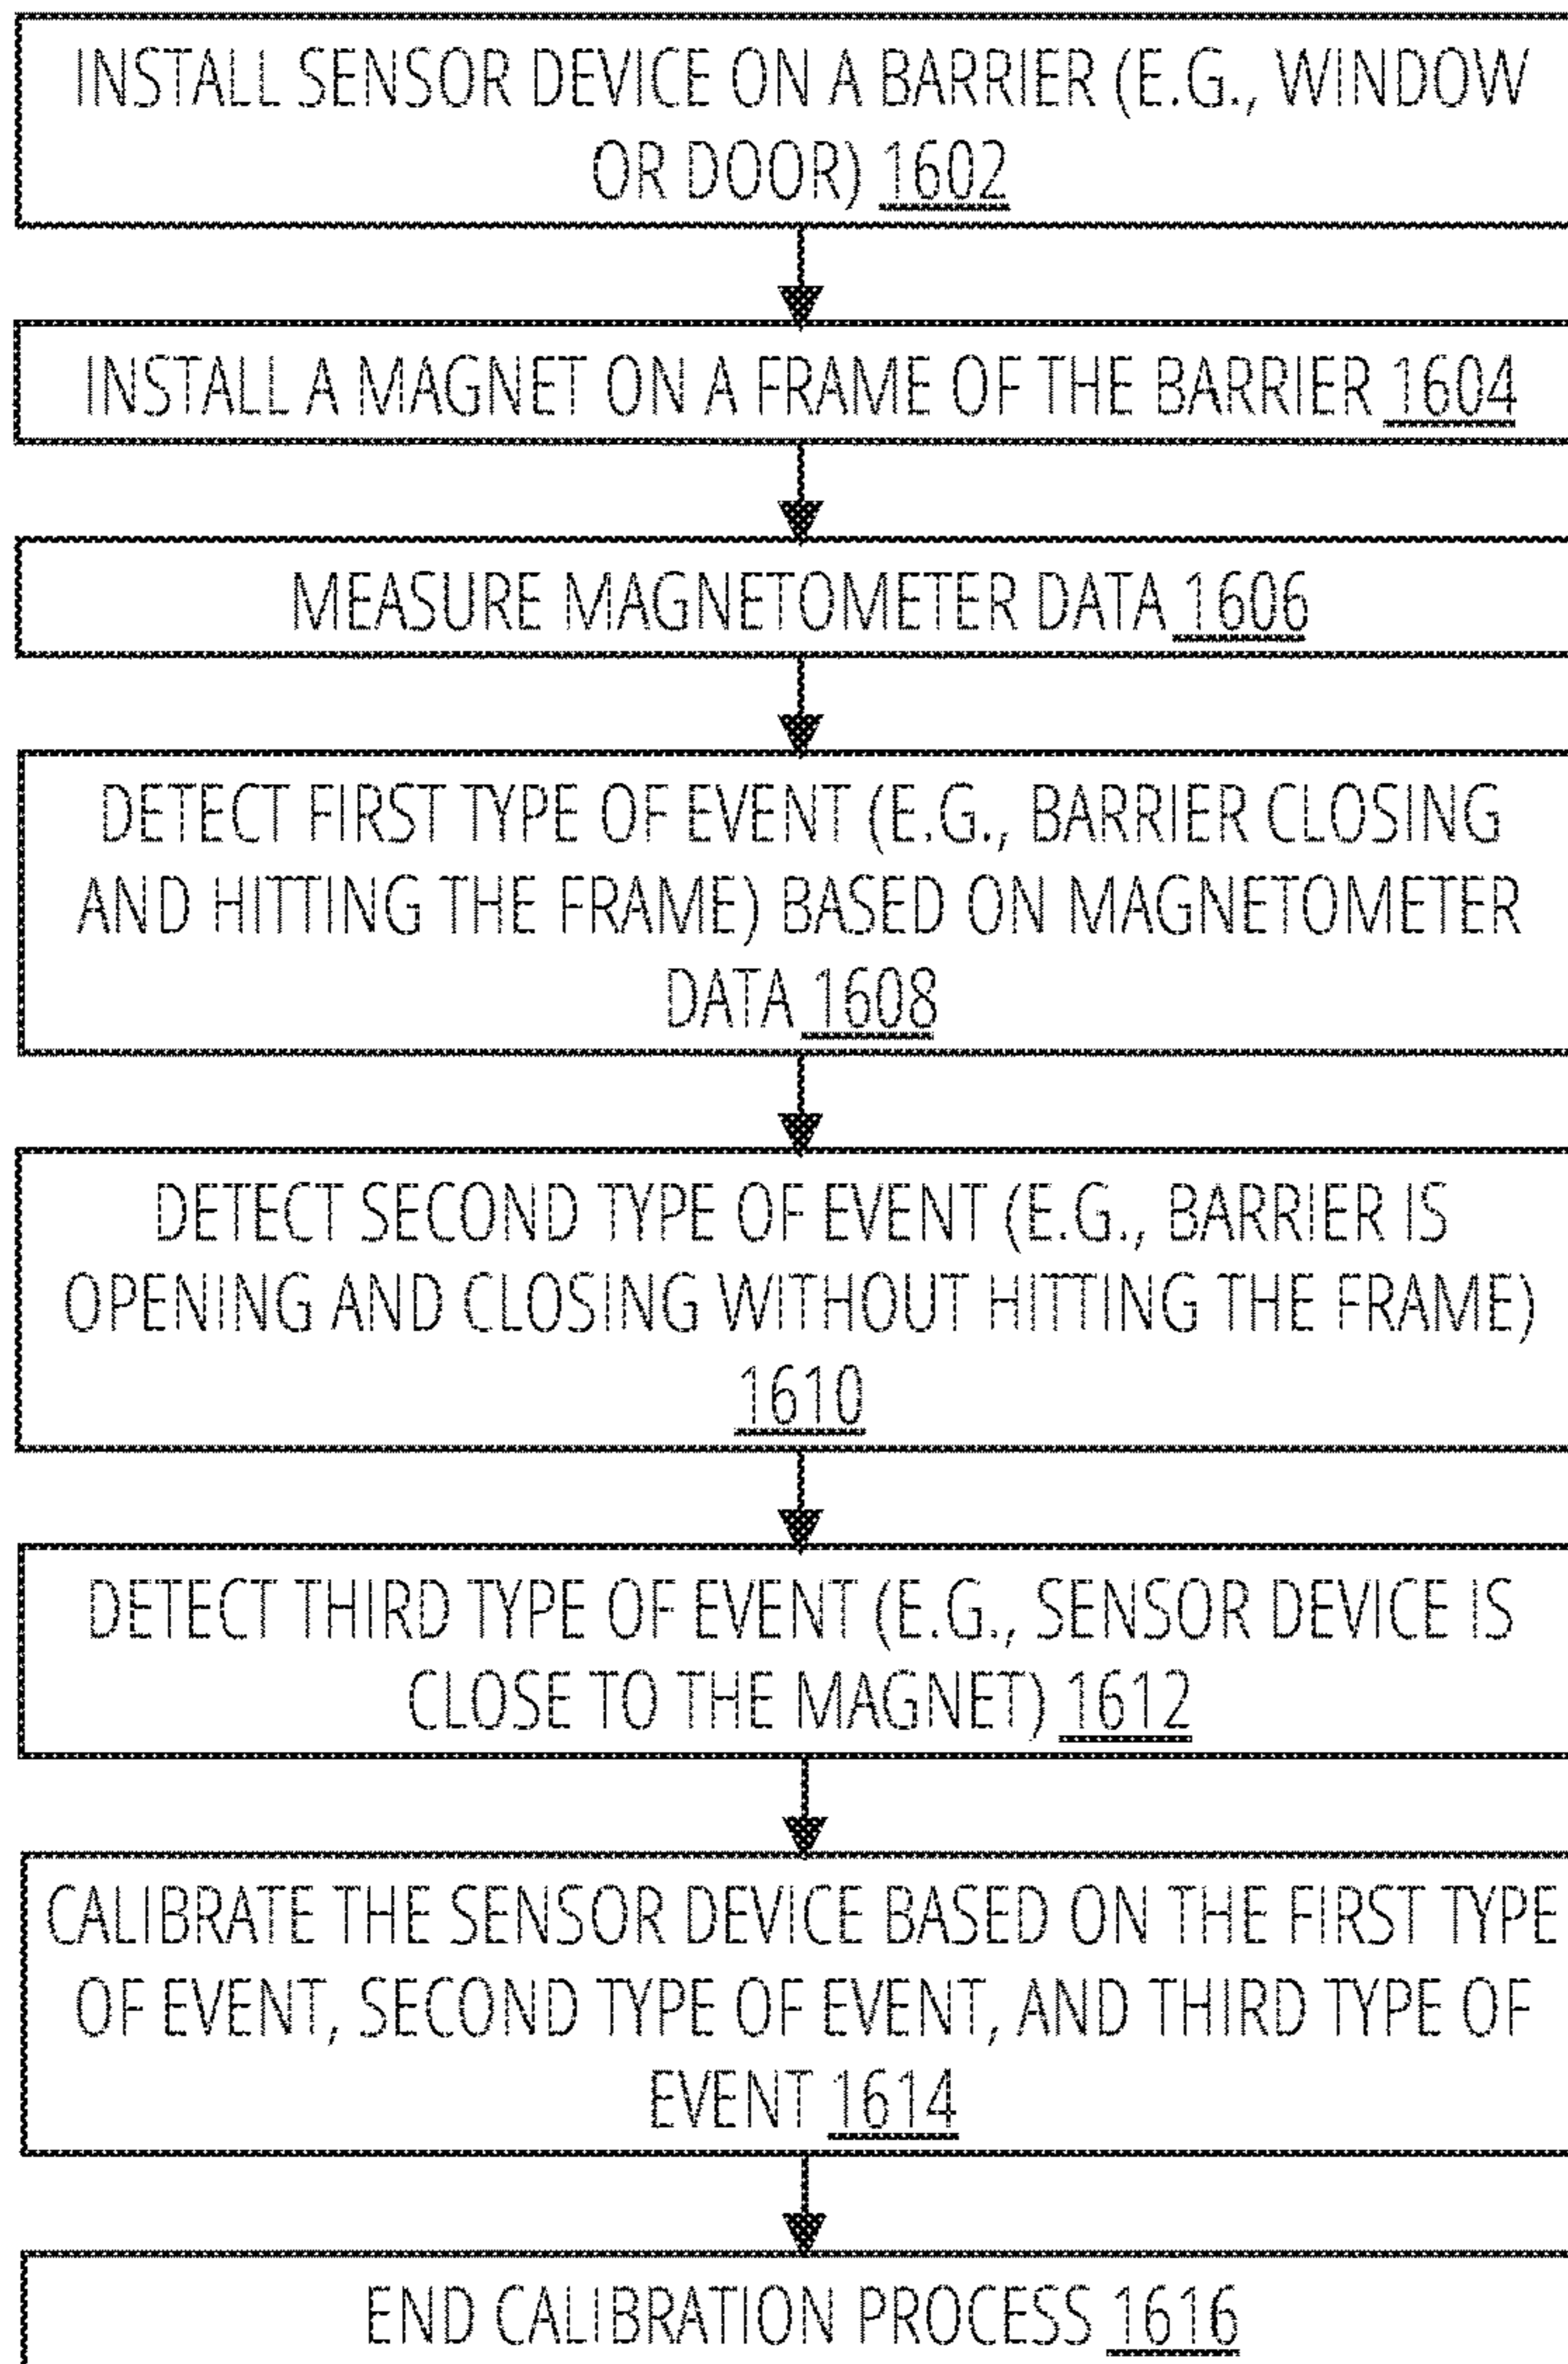 INSTALL SENSOR DEVICE ON A BARRIER (E.G., WINDOW
OR DOOR) 1602
INSTALL A MAGNET ON A FRAME OF THE BARRIER 1604
MEASURE MAGNETOMETER DATA 1606
DETECT FIRST TYPE OF EVENT (E.G., BARRIER CLOSING
AND HITTING THE FRAME) BASED ON MAGNETOMETER
DATA 1608
DETECT SECOND TYPE OF EVENT (E.G., BARRIER IS
OPENING AND CLOSING WITHOUT HITTING THE FRAME)
1610
DETECT THIRD TYPE OF EVENT (E.G., SENSOR DEVICE IS
CLOSE TO THE MAGNET) 1612
CALIBRATE THE SENSOR DEVICE BASED ON THE FIRST TYPE
OF EVENT, SECOND TYPE OF EVENT, AND THIRD TYPE OF
EVENT 1614
END CALIBRATION PROCESS 1616